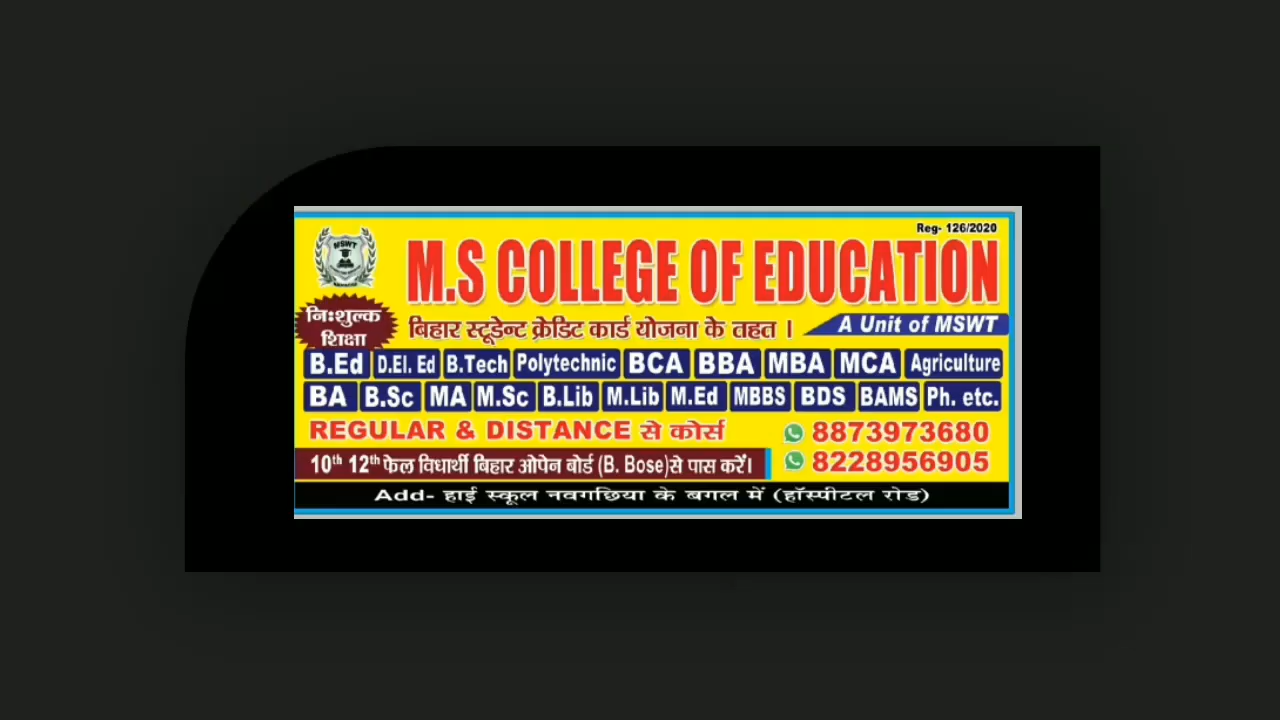 Reg- 126/2020
MSWT
M.S COLLEGE OF EDUCATION
निःशुल्क
शिक्षा
बिहार स्टूडेन्ट क्रेडिट कार्ड योजना के तहत ।
A Unit of MSWT
B.Ed D.El. Ed B.Tech Polytechnic BCA BBA MBA MCA Agriculture
BA B.Sc MA M.Sc B.Lib M.Lib M.Ed MBBS BDS BAMS Ph. etc.
REGULAR & DISTANCE से कोर्स
8873973680
10th 12th फेल विधार्थी बिहार ओपेन बोर्ड (B. Bose)से पास करें।
8228956905
Add- हाई स्कूल नवगछिया के बगल में (हॉस्पीटल रोड)